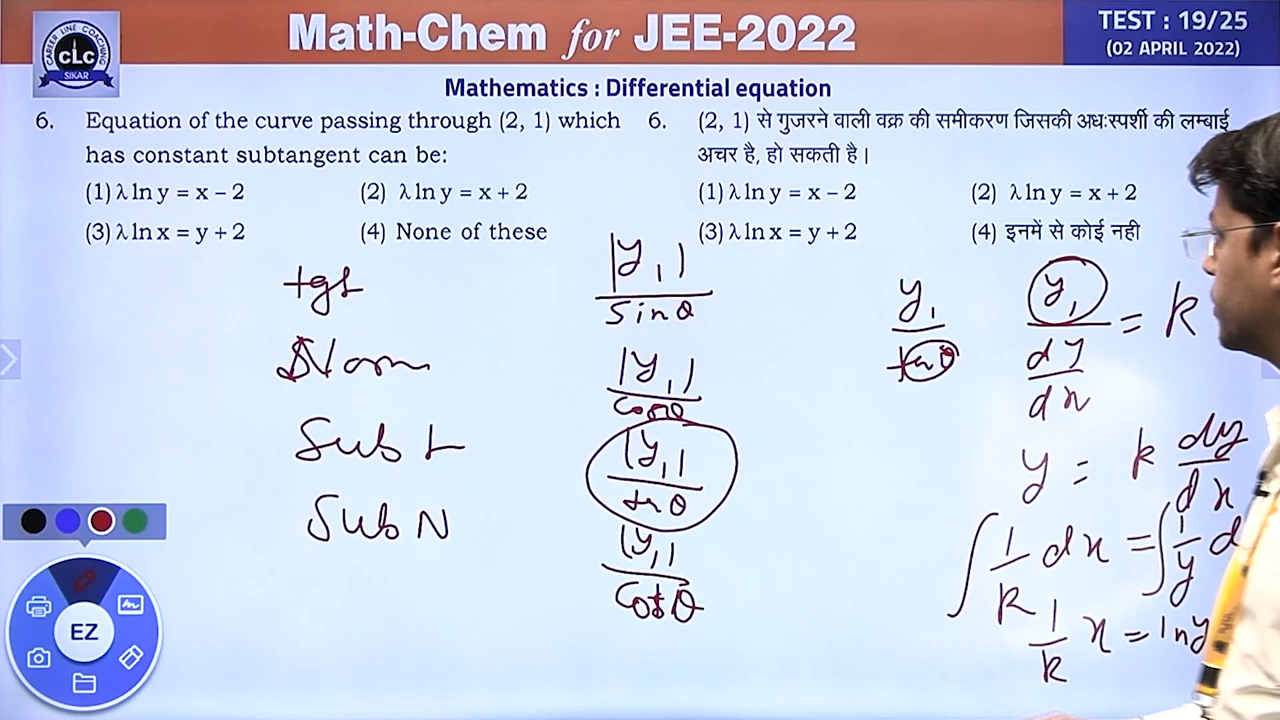 CAREER LINE COACHING
CLC
SIKAR
Math-Chem for JEE-2022
TEST : 19/25
(02 APRIL 2022)
Mathematics : Differential equation
6. Equation of the curve passing through (2, 1) which
has constant subtangent can be:
(1) λ ln y = x – 2 (2) λ ln y = x + 2
(3) λ ln x = y + 2 (4) None of these
6. (2, 1) से गुजरने वाली वक्र की समीकरण जिसकी अधःस्पर्शी की लम्बाई
अचर है, हो सकती है।
(1) λ ln y = x – 2 (2) λ ln y = x + 2
(3) λ ln x = y + 2 (4) इनमें से कोई नही
tgt |y₁| / sinθ
Norm |y₁| / cosθ
Sub t |y₁| / tanθ
Sub N |y₁| / cotθ
y₁ / tanθ
y₁ / (dy/dx) = k
y = k dy/dx
∫ 1/k dx = ∫ 1/y d
1/k x = ln y
EZ